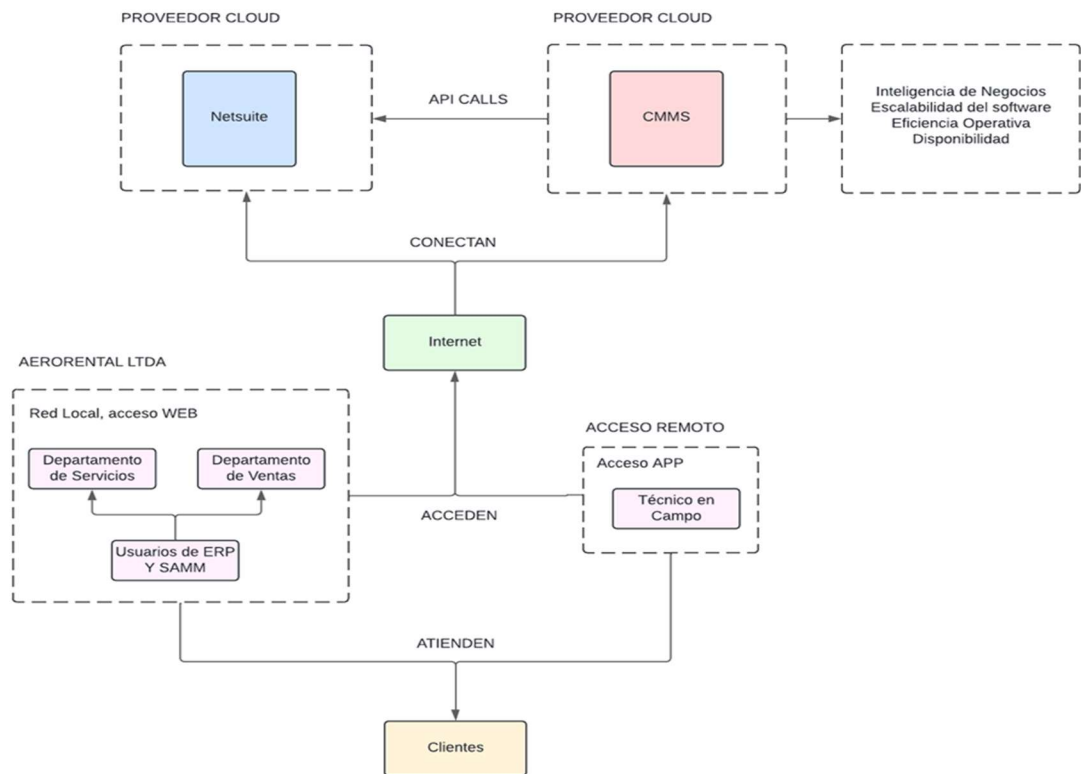 PROVEEDOR CLOUD
PROVEEDOR CLOUD
Netsuite
API CALLS
CMMS
Inteligencia de Negocios
Escalabilidad del software
Eficiencia Operativa
Disponibilidad
CONECTAN
Internet
AERORENTAL LTDA
Red Local, acceso WEB
Departamento
de Servicios
Departamento
de Ventas
Usuarios de ERP
Y SAMM
ACCEDEN
ACCESO REMOTO
Acceso APP
Técnico en
Campo
ATIENDEN
Clientes